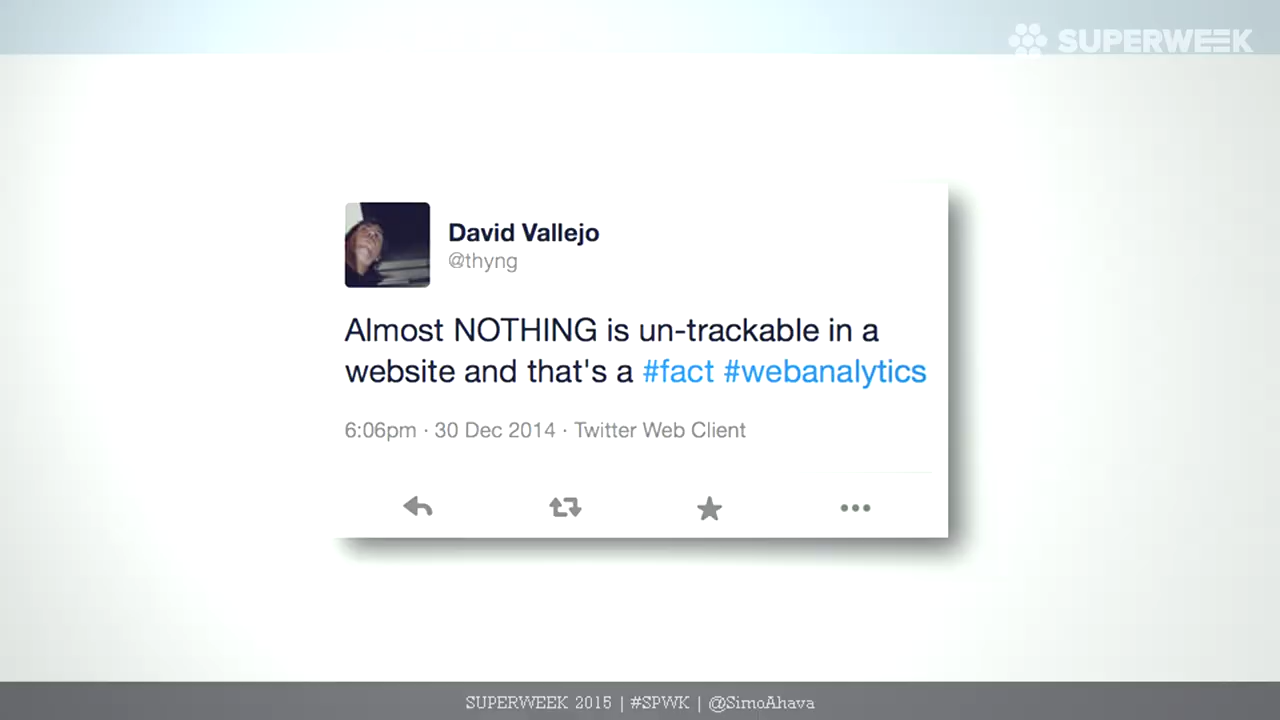 SUPERWEEK
David Vallejo
@thyng
Almost NOTHING is un-trackable in a
website and that's a #fact #webanalytics
6:06pm · 30 Dec 2014 · Twitter Web Client
SUPERWEEK 2015 | #SPWK | @SimoAhava